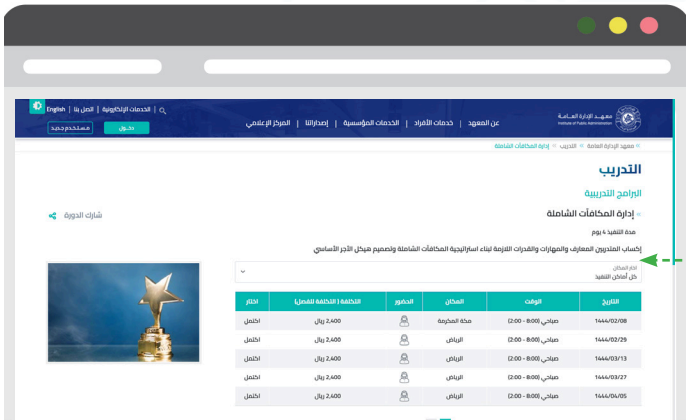 الخدمات الإلكترونية | اتصل بنا | English
دخـول
مستخدم جديد
معهـد الإدارة العـامـة
Institute of Public Administration
عن المعهد | خدمات الأفراد | الخدمات المؤسسية | إصداراتنا | المركز الإعلامي
معهد الإدارة العامة » التدريب » إدارة المكافآت الشاملة
التدريب
البرامج التدريبية
» إدارة المكافآت الشاملة
شارك الدورة
مدة التنفيذ ٤ يوم
إكساب المتدربين المعارف والمهارات والقدرات اللازمة لبناء استراتيجية المكافآت الشاملة وتصميم هيكل الأجر الأساسي
اختر المكان
كل أماكن التنفيذ
التاريخ الوقت المكان الحضور التكلفة ( التكلفة للفصل) اختار
1444/02/08 صباحي (8:00 - 2:00) مكة المكرمة 2,400 ريال اكتمل
1444/02/29 صباحي (8:00 - 2:00) الرياض 2,400 ريال اكتمل
1444/03/13 صباحي (8:00 - 2:00) الرياض 2,400 ريال اكتمل
1444/03/27 صباحي (8:00 - 2:00) الرياض 2,400 ريال اكتمل
1444/04/05 صباحي (8:00 - 2:00) الرياض 2,400 ريال اكتمل